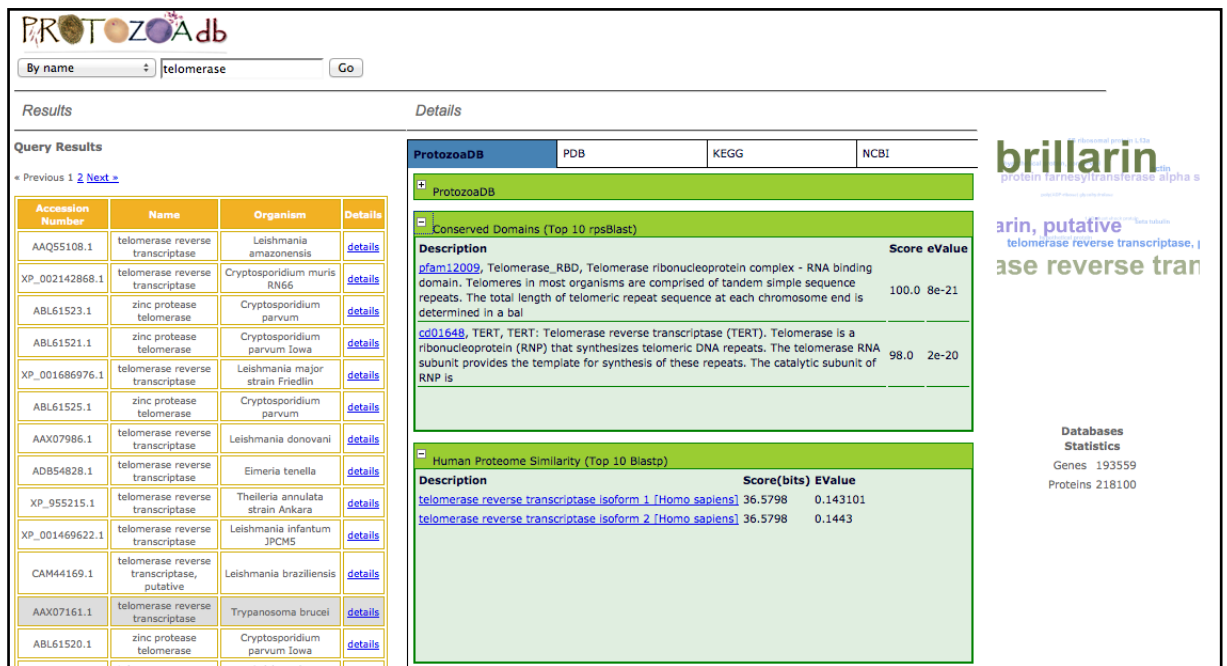 PROTOZOAdb
By name telomerase Go
Results
Details
Query Results
« Previous 1 2 Next »
Accession Number Name Organism Details
AAQ55108.1 telomerase reverse transcriptase Leishmania amazonensis details
XP_002142868.1 telomerase reverse transcriptase Cryptosporidium muris RN66 details
ABL61523.1 zinc protease telomerase Cryptosporidium parvum details
ABL61521.1 zinc protease telomerase Cryptosporidium parvum Iowa details
XP_001686976.1 telomerase reverse transcriptase Leishmania major strain Friedlin details
ABL61525.1 zinc protease telomerase Cryptosporidium parvum details
AAX07986.1 telomerase reverse transcriptase Leishmania donovani details
ADB54828.1 telomerase reverse transcriptase Eimeria tenella details
XP_955215.1 telomerase reverse transcriptase Theileria annulata strain Ankara details
XP_001469622.1 telomerase reverse transcriptase Leishmania infantum JPCM5 details
CAM44169.1 telomerase reverse transcriptase, putative Leishmania braziliensis details
AAX07161.1 telomerase reverse transcriptase Trypanosoma brucei details
ABL61520.1 zinc protease telomerase Cryptosporidium parvum Iowa details
ProtozoaDB PDB KEGG NCBI
ProtozoaDB
Conserved Domains (Top 10 rpsBlast)
Description Score eValue
pfam12009, Telomerase_RBD, Telomerase ribonucleoprotein complex - RNA binding
domain. Telomeres in most organisms are comprised of tandem simple sequence
repeats. The total length of telomeric repeat sequence at each chromosome end is
determined in a bal
100.0 8e-21
cd01648, TERT, TERT: Telomerase reverse transcriptase (TERT). Telomerase is a
ribonucleoprotein (RNP) that synthesizes telomeric DNA repeats. The telomerase RNA
subunit provides the template for synthesis of these repeats. The catalytic subunit of
RNP is
98.0 2e-20
Human Proteome Similarity (Top 10 Blastp)
Description Score(bits) EValue
telomerase reverse transcriptase isoform 1 [Homo sapiens] 36.5798 0.143101
telomerase reverse transcriptase isoform 2 [Homo sapiens] 36.5798 0.1443
brillarin
ctin
protein farnesyltransferase alpha s
arin, putative
beta tubulin
telomerase reverse transcriptase, p
ase reverse tran
Databases
Statistics
Genes 193559
Proteins 218100